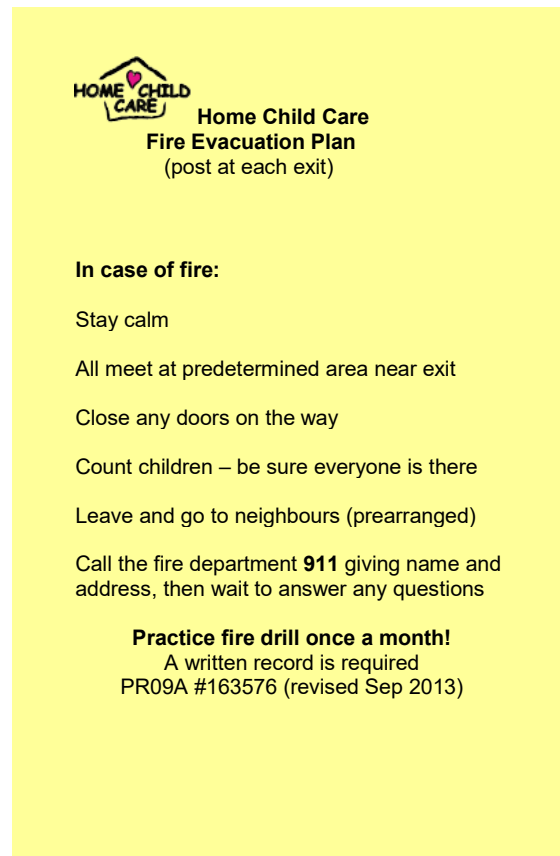 HOME CHILD
CARE
Home Child Care
Fire Evacuation Plan
(post at each exit)
In case of fire:
Stay calm
All meet at predetermined area near exit
Close any doors on the way
Count children – be sure everyone is there
Leave and go to neighbours (prearranged)
Call the fire department 911 giving name and
address, then wait to answer any questions
Practice fire drill once a month!
A written record is required
PR09A #163576 (revised Sep 2013)